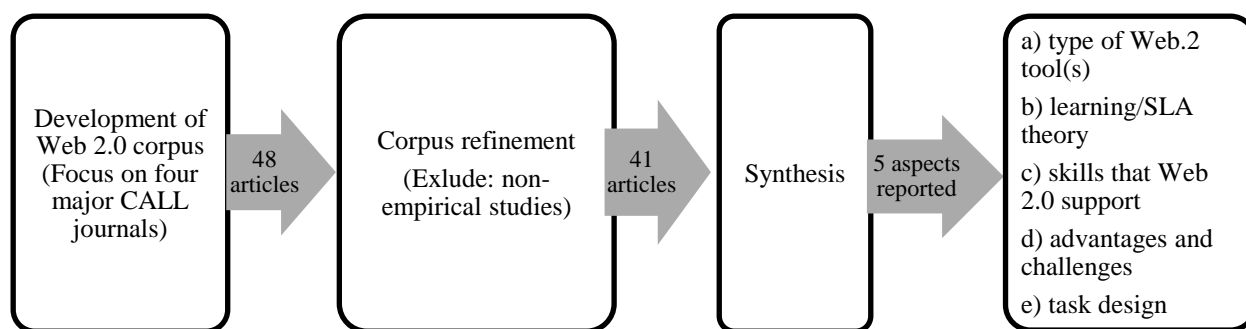 Development of
Web 2.0 corpus
(Focus on four
major CALL
journals)
48
articles
Corpus refinement
(Exlude: non-
empirical studies)
41
articles
Synthesis
5 aspects
reported
a) type of Web.2
tool(s)
b) learning/SLA
theory
c) skills that Web
2.0 support
d) advantages and
challenges
e) task design